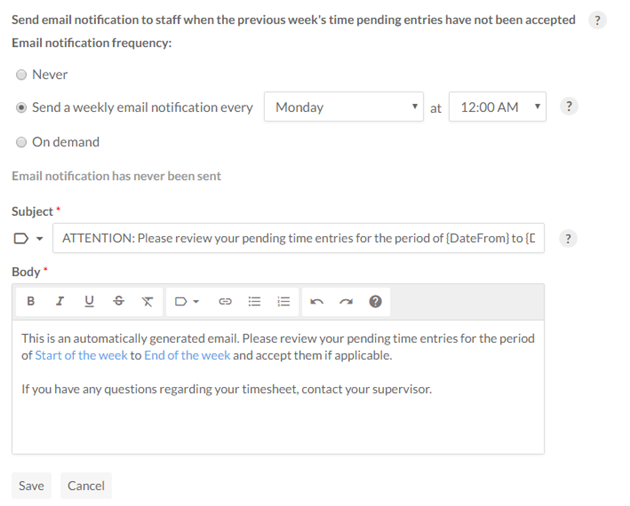 Send email notification to staff when the previous week's time pending entries have not been accepted ?
Email notification frequency:
Never
Send a weekly email notification every Monday at 12:00 AM ?
On demand
Email notification has never been sent
Subject *
ATTENTION: Please review your pending time entries for the period of {DateFrom} to {D ?
Body *
B I U S T ?
This is an automatically generated email. Please review your pending time entries for the period
of Start of the week to End of the week and accept them if applicable.
If you have any questions regarding your timesheet, contact your supervisor.
Save Cancel